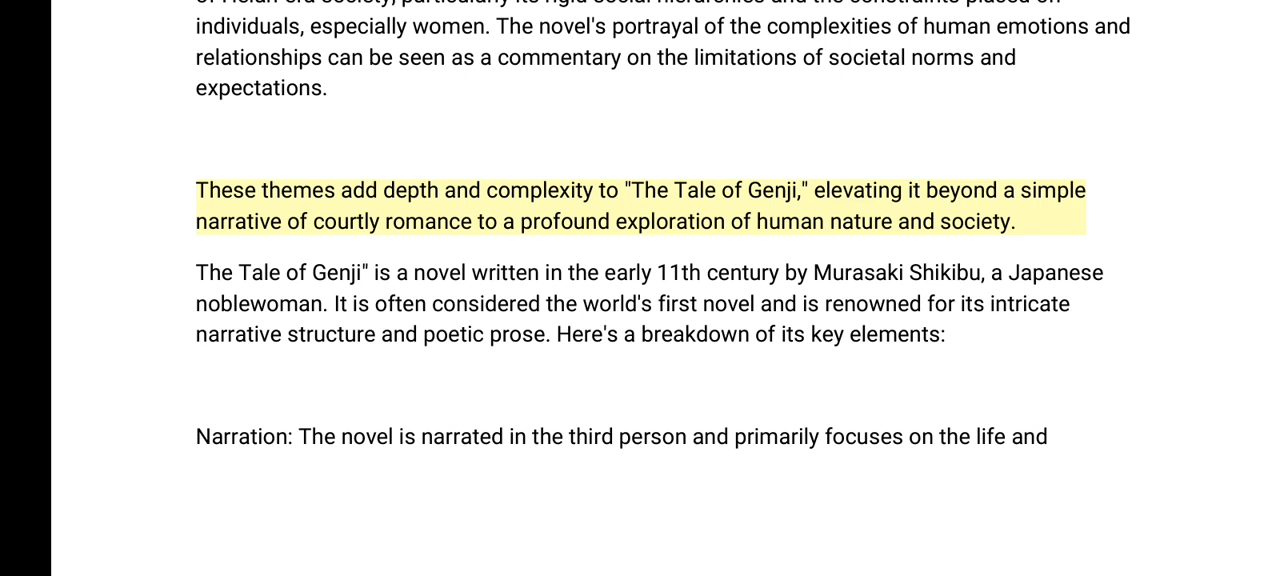 individuals, especially women. The novel's portrayal of the complexities of human emotions and
relationships can be seen as a commentary on the limitations of societal norms and
expectations.
These themes add depth and complexity to "The Tale of Genji," elevating it beyond a simple
narrative of courtly romance to a profound exploration of human nature and society.
The Tale of Genji" is a novel written in the early 11th century by Murasaki Shikibu, a Japanese
noblewoman. It is often considered the world's first novel and is renowned for its intricate
narrative structure and poetic prose. Here's a breakdown of its key elements:
Narration: The novel is narrated in the third person and primarily focuses on the life and